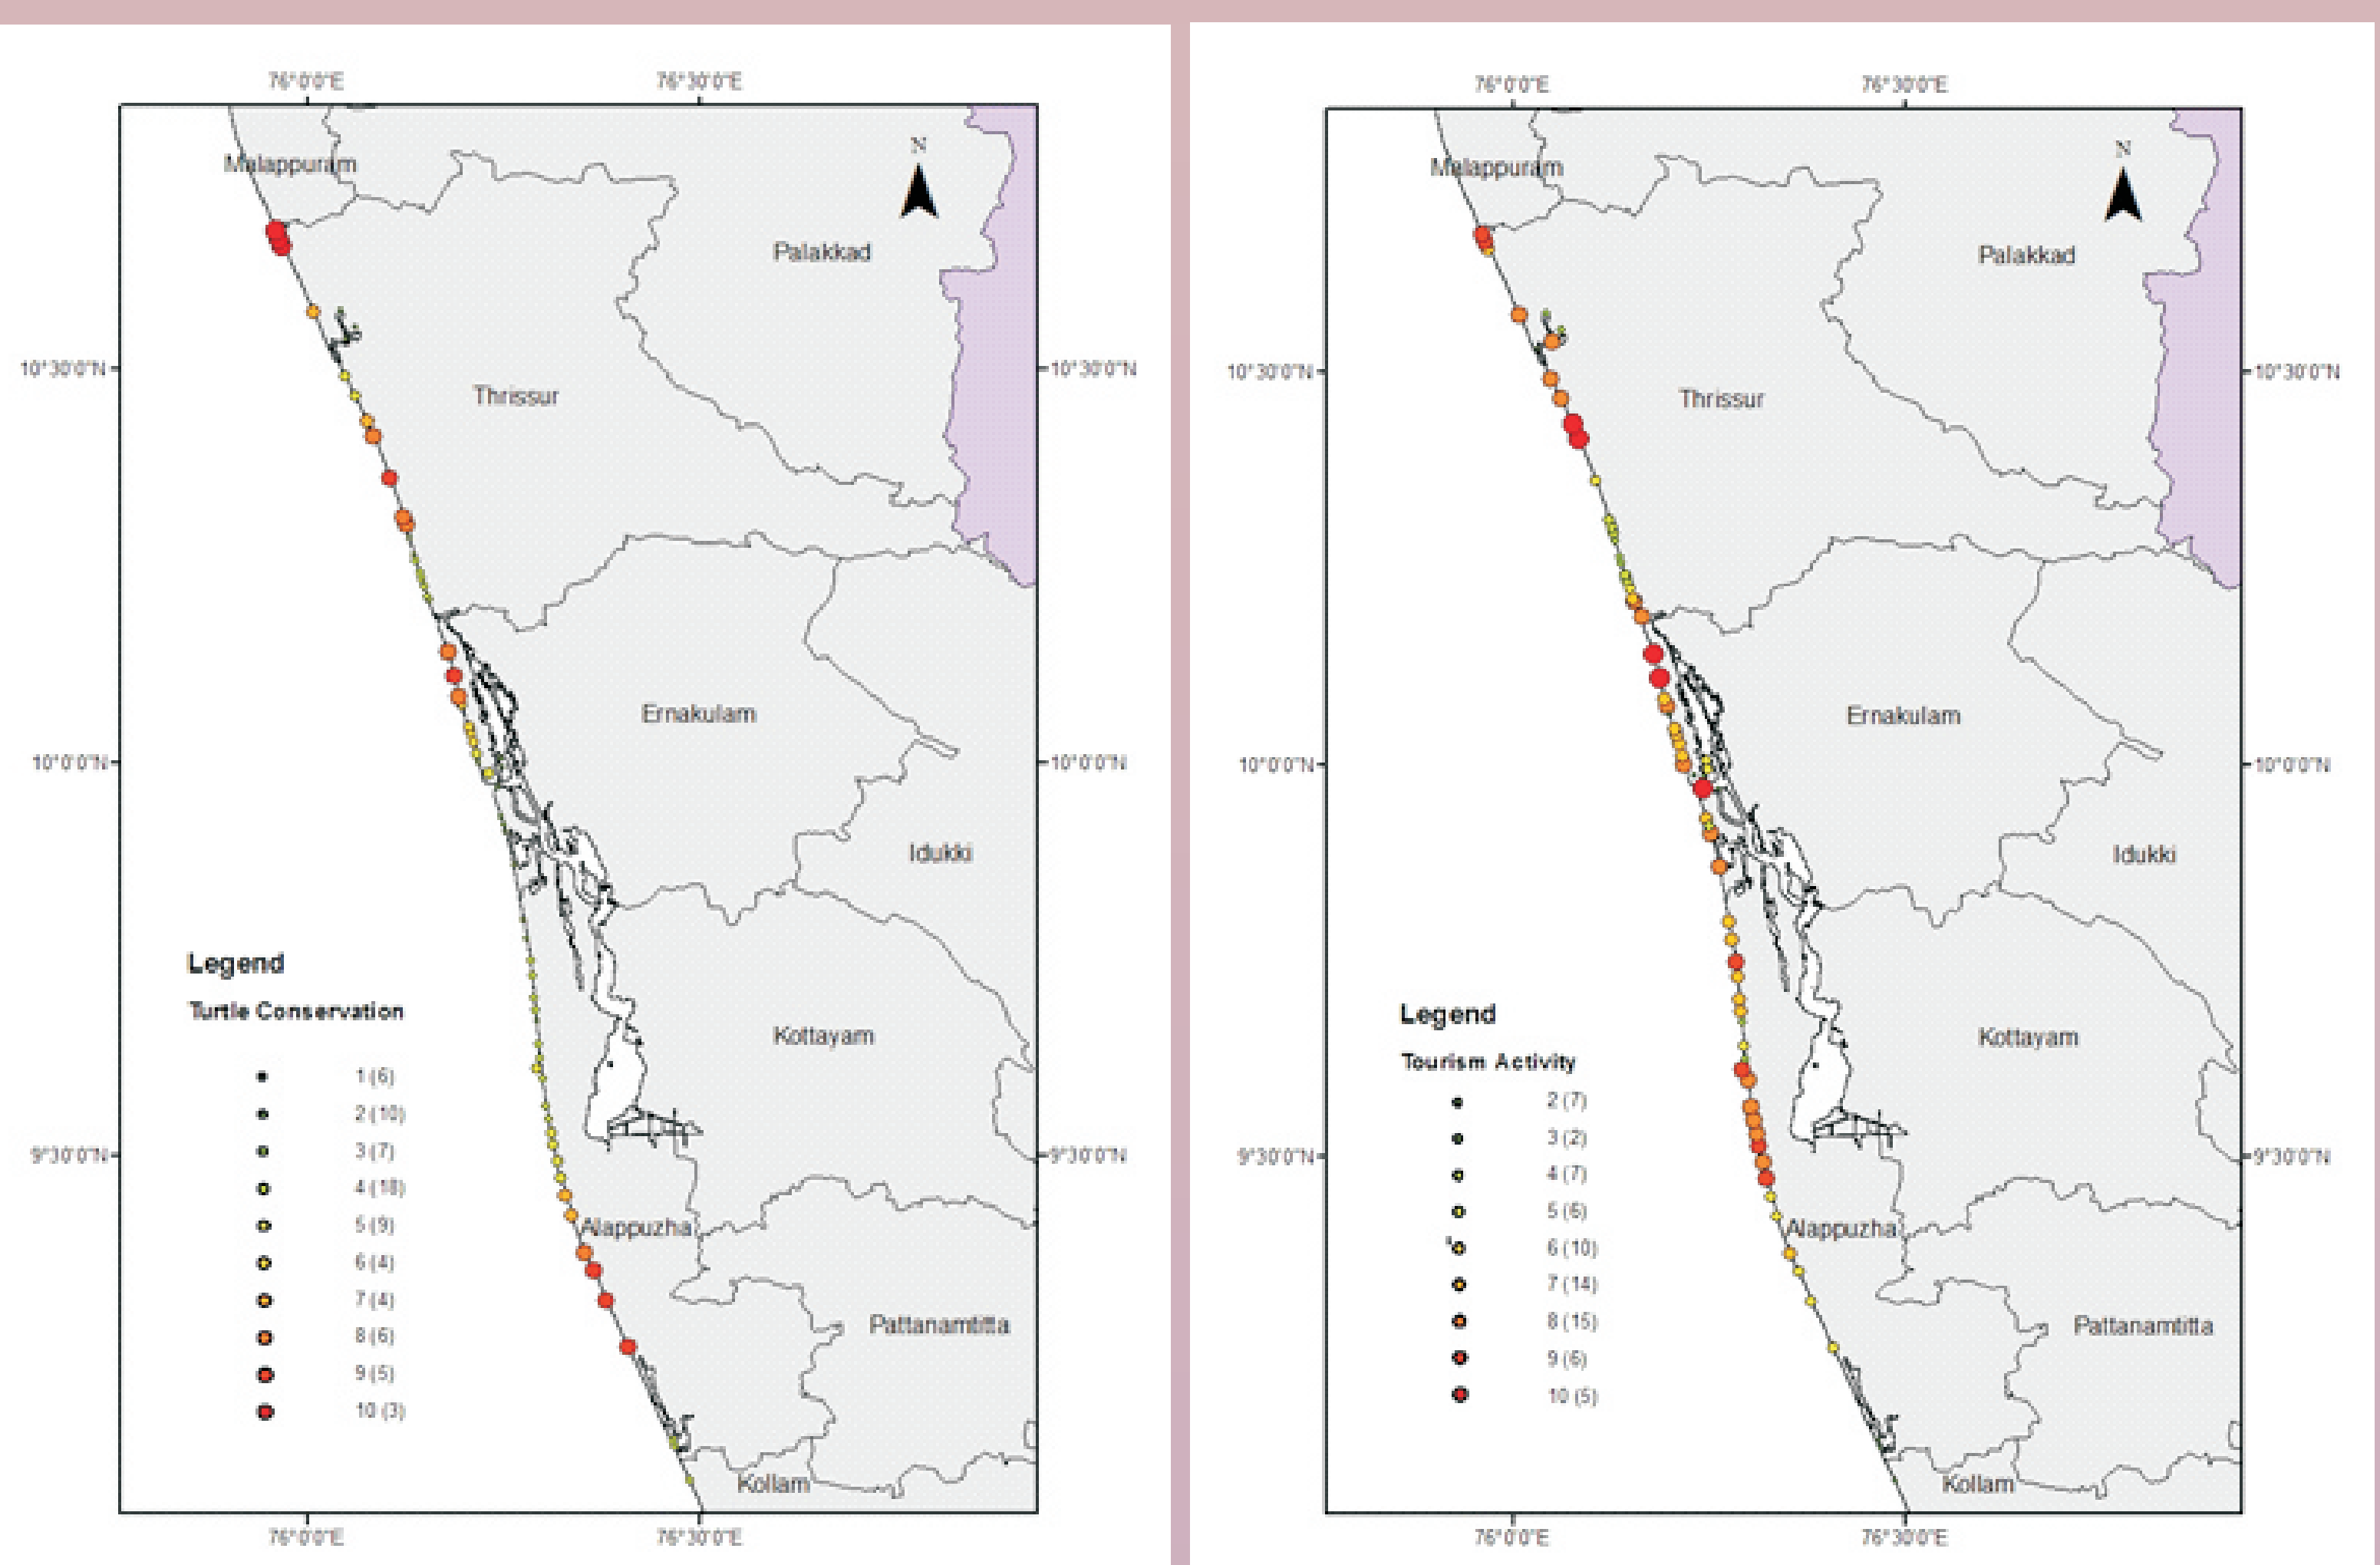 76°0'0"E 76°30'0"E
N
Malappuram
Palakkad
10°30'0"N 10°30'0"N
Thrissur
Ernakulam
10°0'0"N 10°0'0"N
Idukki
Legend
Turtle Conservation
Kottayam
1 (6)
2 (10)
3 (7)
9°30'0"N 9°30'0"N
4 (18)
5 (9)
Alappuzha
6 (4)
7 (4)
Pattanamtitta
8 (6)
9 (5)
10 (3)
Kollam
76°0'0"E 76°30'0"E
76°0'0"E 76°30'0"E
N
Malappuram
Palakkad
10°30'0"N 10°30'0"N
Thrissur
Ernakulam
10°0'0"N 10°0'0"N
Idukki
Legend
Kottayam
Tourism Activity
2 (7)
3 (2)
9°30'0"N 9°30'0"N
4 (7)
5 (6)
Alappuzha
6 (10)
7 (14)
8 (15)
Pattanamtitta
9 (6)
10 (5)
Kollam
76°0'0"E 76°30'0"E